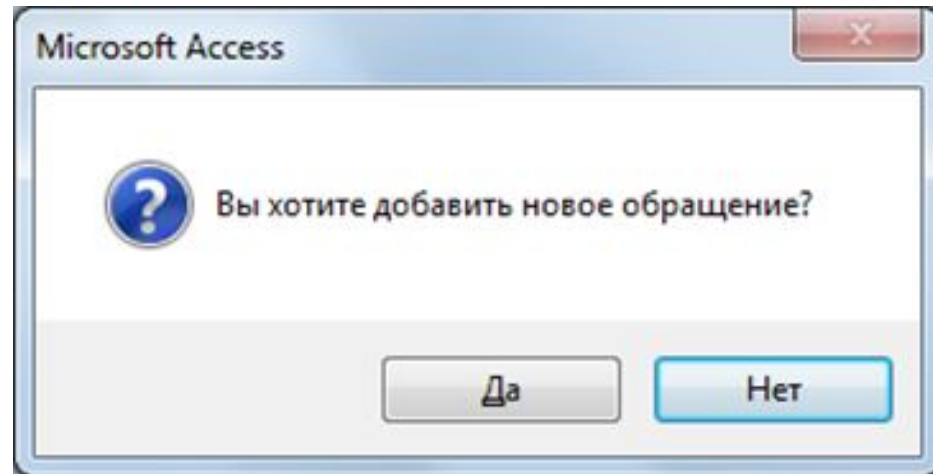 Microsoft Access
Вы хотите добавить новое обращение?
Да
Нет